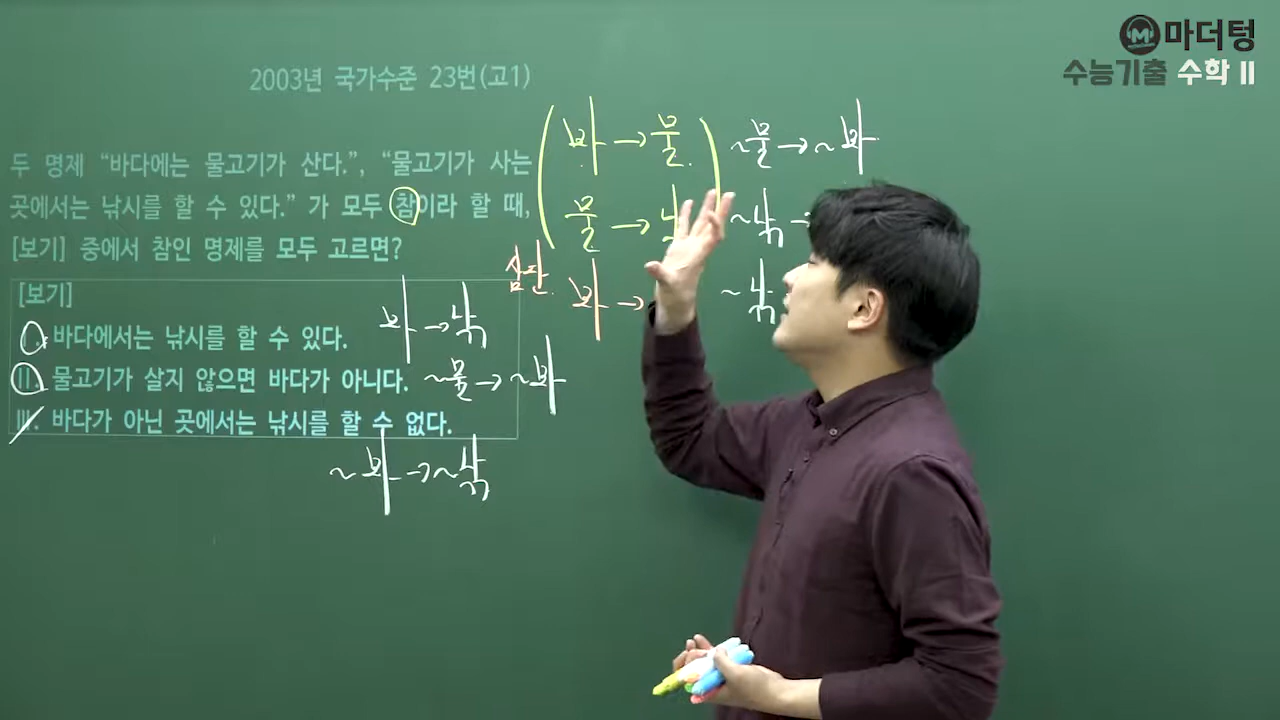 마더텅
수능기출 수학 II
2003년 국가수준 23번(고1)
두 명제 “바다에는 물고기가 산다.”, “물고기가 사는
곳에서는 낚시를 할 수 있다.” 가 모두 참이라 할 때,
[보기] 중에서 참인 명제를 모두 고르면?
[보기]
I. 바다에서는 낚시를 할 수 있다.
II. 물고기가 살지 않으면 바다가 아니다.
III. 바다가 아닌 곳에서는 낚시를 할 수 없다.
바→낚
~물→~바
~바→~낚
바→물 ~물→~바
물→낚 ~낚→
삼단 바→ ~낚